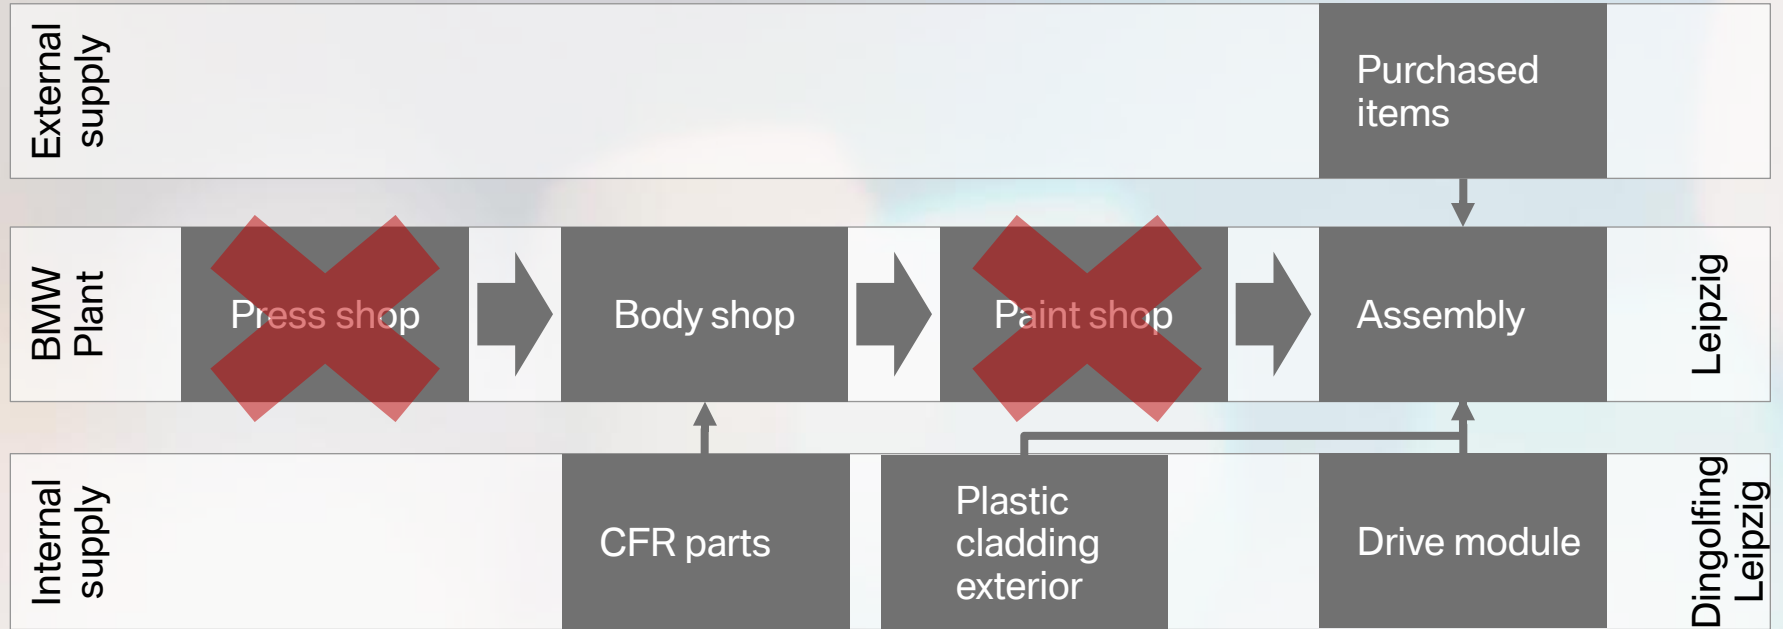 External
supply
Purchased
items
BMW
Plant
Press shop
Body shop
Paint shop
Assembly
Leipzig
Internal
supply
CFR parts
Plastic
cladding
exterior
Drive module
Dingolfing
Leipzig